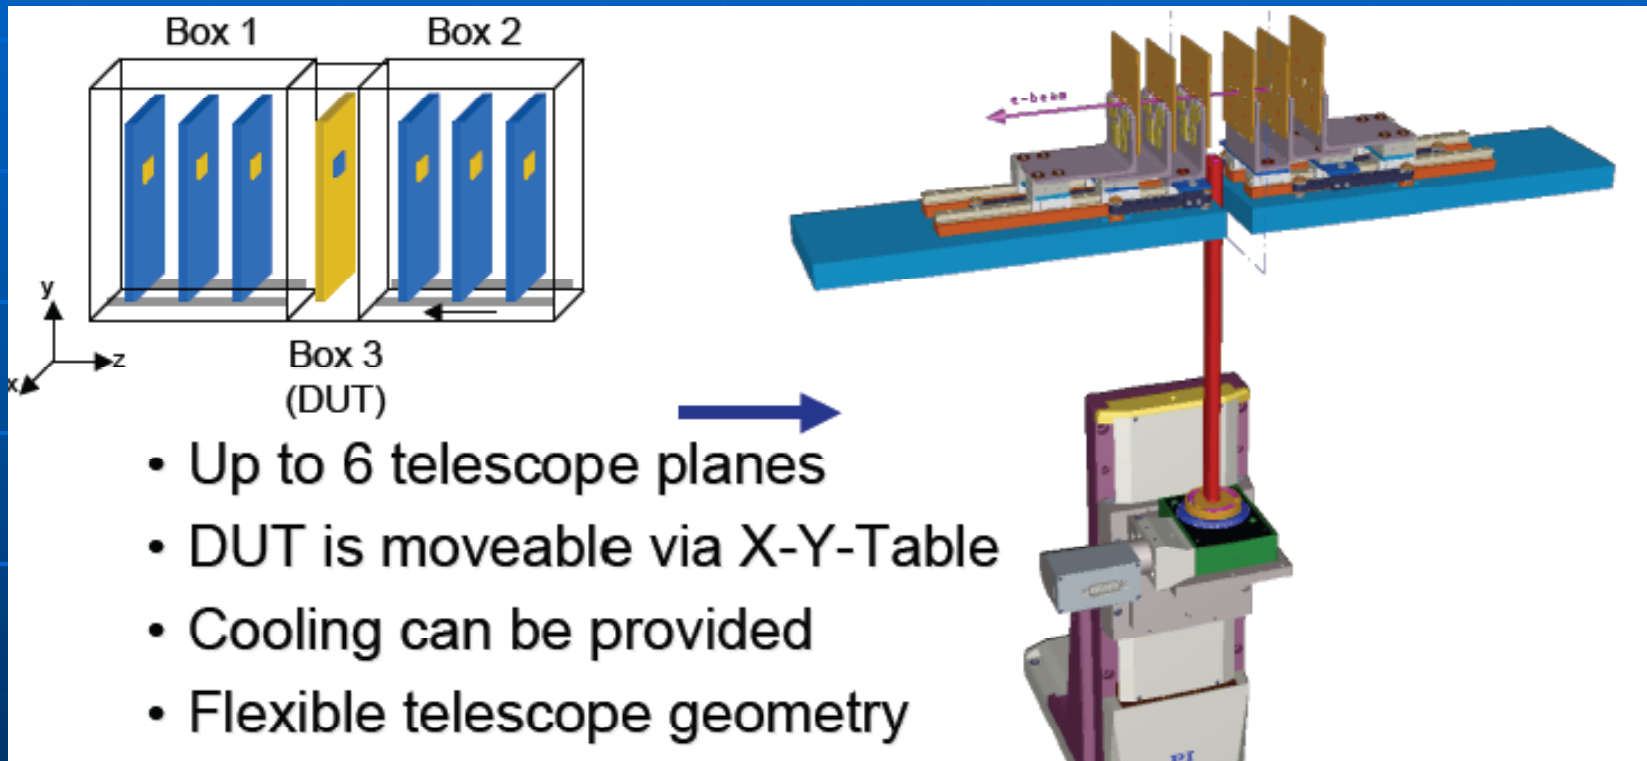 Box 1
Box 2
e-beam
y
z
x
Box 3
(DUT)
• Up to 6 telescope planes
• DUT is moveable via X-Y-Table
• Cooling can be provided
• Flexible telescope geometry